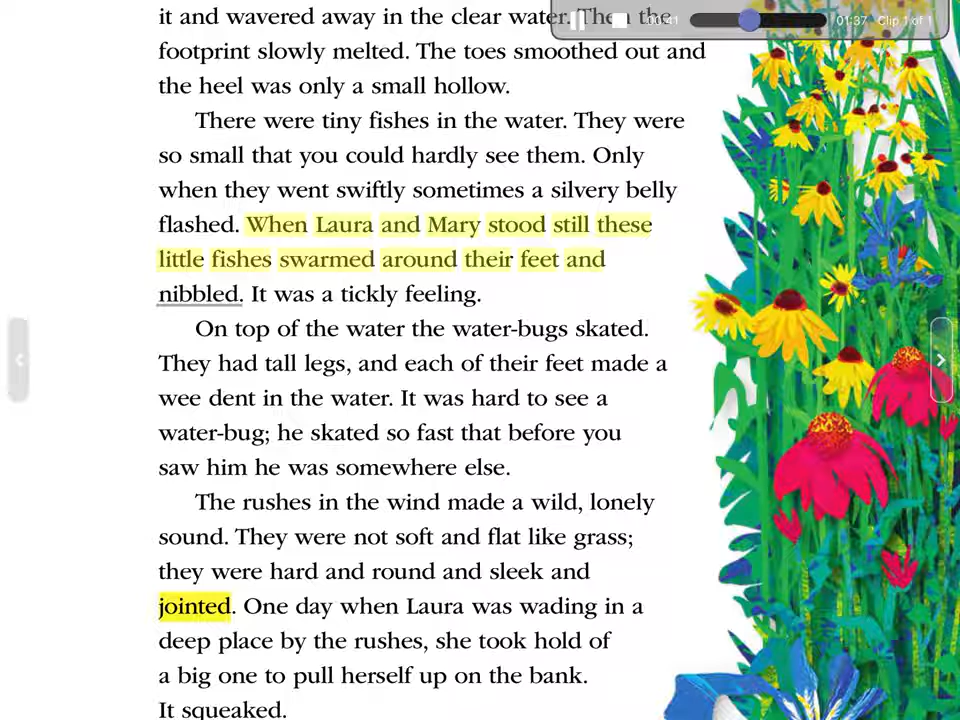 it and wavered away in the clear water. Then the
footprint slowly melted. The toes smoothed out and
the heel was only a small hollow.
There were tiny fishes in the water. They were
so small that you could hardly see them. Only
when they went swiftly sometimes a silvery belly
flashed. When Laura and Mary stood still these
little fishes swarmed around their feet and
nibbled. It was a tickly feeling.
On top of the water the water-bugs skated.
They had tall legs, and each of their feet made a
wee dent in the water. It was hard to see a
water-bug; he skated so fast that before you
saw him he was somewhere else.
The rushes in the wind made a wild, lonely
sound. They were not soft and flat like grass;
they were hard and round and sleek and
jointed. One day when Laura was wading in a
deep place by the rushes, she took hold of
a big one to pull herself up on the bank.
It squeaked.
01:37 Clip 1 of 1